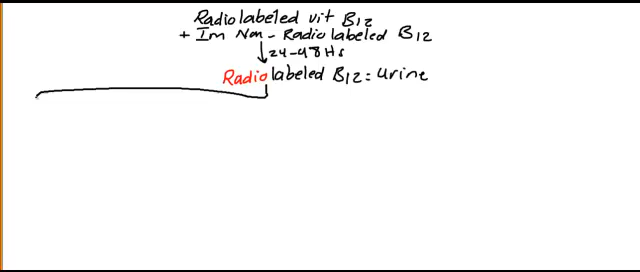 Radiolabeled vit B12
+ Im Non-Radiolabeled B12
24-48Hs
Radiolabeled B12 = urine